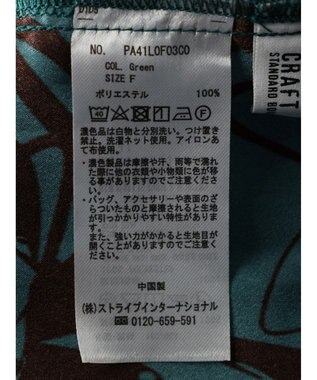 NO. PA41L0F03C0
COL. Green
SIZE F
ポリエステル 100%
40
濃色品は白物と分別洗い。つけ置き
禁止。洗濯ネット使用。アイロンあ
て布使用。
・濃色製品は摩擦や汗、雨等で濡れ
た際に他の衣類や小物類に色が移
る事がありますのでご注意くださ
い。
・バッグ、アクセサリーや表面のざ
らついたものと摩擦されると生地
が引っかかりやすい性質がありま
す。
また、強い力がかかると生地目が
開くことがありますのでご注意く
ださい。
中国製
(株)ストライプインターナショナル
0120-659-591
CRAFT
STANDARD BO